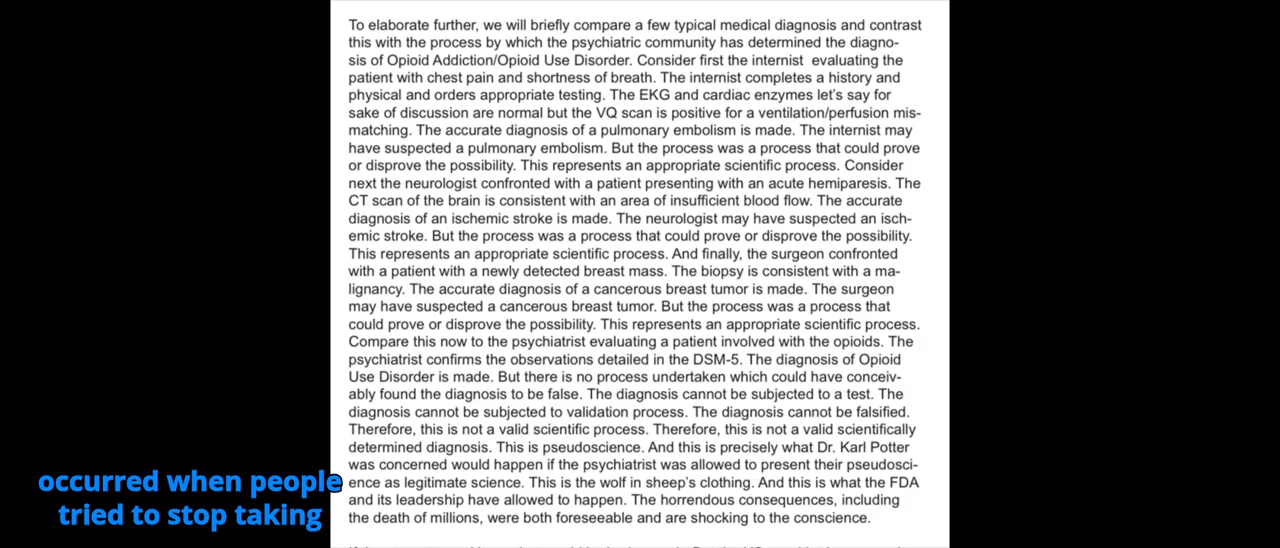 To elaborate further, we will briefly compare a few typical medical diagnosis and contrast
this with the process by which the psychiatric community has determined the diagno-
sis of Opioid Addiction/Opioid Use Disorder. Consider first the internist  evaluating the
patient with chest pain and shortness of breath. The internist completes a history and
physical and orders appropriate testing. The EKG and cardiac enzymes let's say for
sake of discussion are normal but the VQ scan is positive for a ventilation/perfusion mis-
matching. The accurate diagnosis of a pulmonary embolism is made. The internist may
have suspected a pulmonary embolism. But the process was a process that could prove
or disprove the possibility. This represents an appropriate scientific process. Consider
next the neurologist confronted with a patient presenting with an acute hemiparesis. The
CT scan of the brain is consistent with an area of insufficient blood flow. The accurate
diagnosis of an ischemic stroke is made. The neurologist may have suspected an isch-
emic stroke. But the process was a process that could prove or disprove the possibility.
This represents an appropriate scientific process. And finally, the surgeon confronted
with a patient with a newly detected breast mass. The biopsy is consistent with a ma-
lignancy. The accurate diagnosis of a cancerous breast tumor is made. The surgeon
may have suspected a cancerous breast tumor. But the process was a process that
could prove or disprove the possibility. This represents an appropriate scientific process.
Compare this now to the psychiatrist evaluating a patient involved with the opioids. The
psychiatrist confirms the observations detailed in the DSM-5. The diagnosis of Opioid
Use Disorder is made. But there is no process undertaken which could have conceiv-
ably found the diagnosis to be false. The diagnosis cannot be subjected to a test. The
diagnosis cannot be subjected to validation process. The diagnosis cannot be falsified.
Therefore, this is not a valid scientific process. Therefore, this is not a valid scientifically
determined diagnosis. This is pseudoscience. And this is precisely what Dr. Karl Potter
was concerned would happen if the psychiatrist was allowed to present their pseudosci-
ence as legitimate science. This is the wolf in sheep's clothing. And this is what the FDA
and its leadership have allowed to happen. The horrendous consequences, including
the death of millions, were both foreseeable and are shocking to the conscience.
occurred when people
tried to stop taking